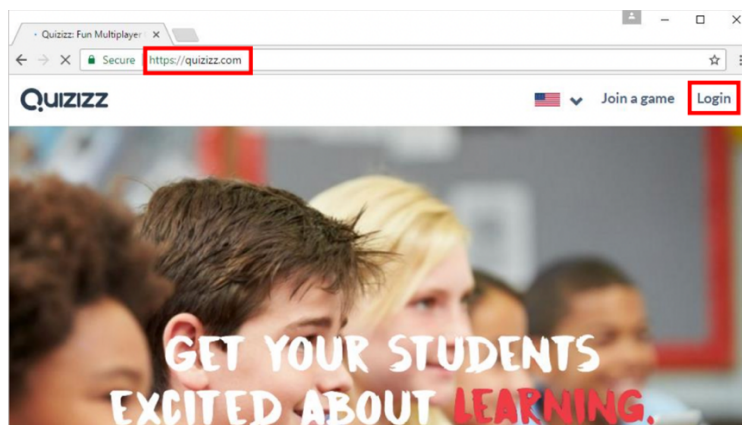 Quizizz: Fun Multiplayer
Secure https://quizizz.com
QUIZIZZ
Join a game Login
GET YOUR STUDENTS
EXCITED ABOUT LEARNING.